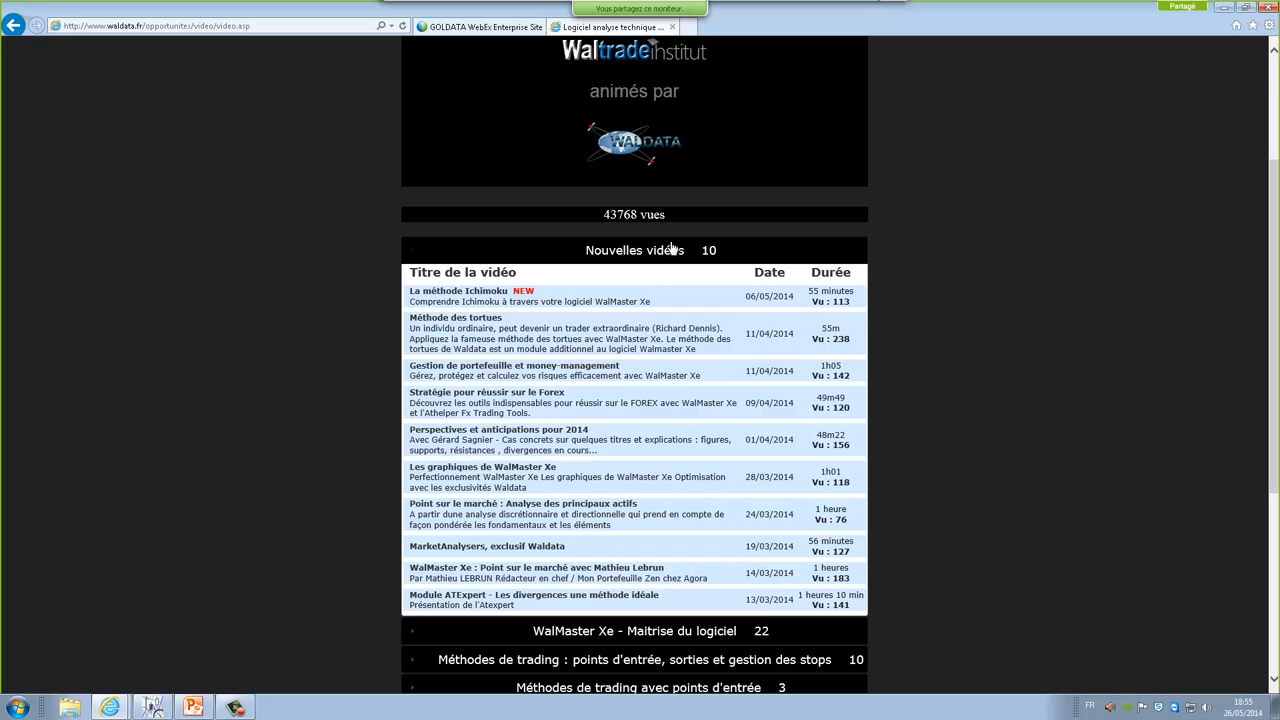 Vous partagez ce moniteur.
Partagé
http://www.waldata.fr/opportunites/video/video.asp
GOLDATA WebEx Enterprise Site
Logiciel analyse technique ...
Waltradeinstitut
animés par
WALDATA
43768 vues
Nouvelles vidéos 10
Titre de la vidéo Date Durée
La méthode Ichimoku NEW 55 minutes
Comprendre Ichimoku à travers votre logiciel WalMaster Xe 06/05/2014 Vu : 113
Méthode des tortues
Un individu ordinaire, peut devenir un trader extraordinaire (Richard Dennis). 55m
Appliquez la fameuse méthode des tortues avec WalMaster Xe. Le méthode des 11/04/2014 Vu : 238
tortues de Waldata est un module additionnel au logiciel Walmaster Xe
Gestion de portefeuille et money-management 1h05
Gérez, protégez et calculez vos risques efficacement avec WalMaster Xe 11/04/2014 Vu : 142
Stratégie pour réussir sur le Forex 49m49
Découvrez les outils indispensables pour réussir sur le FOREX avec WalMaster Xe 09/04/2014 Vu : 120
et l'Athelper Fx Trading Tools.
Perspectives et anticipations pour 2014 48m22
Avec Gérard Sagnier - Cas concrets sur quelques titres et explications : figures, 01/04/2014 Vu : 156
supports, résistances , divergences en cours...
Les graphiques de WalMaster Xe 1h01
Perfectionnement WalMaster Xe Les graphiques de WalMaster Xe Optimisation 28/03/2014 Vu : 118
avec les exclusivités Waldata
Point sur le marché : Analyse des principaux actifs 1 heure
A partir dune analyse discrétionnaire et directionnelle qui prend en compte de 24/03/2014 Vu : 76
façon pondérée les fondamentaux et les éléments
MarketAnalysers, exclusif Waldata 19/03/2014 56 minutes
Vu : 127
WalMaster Xe : Point sur le marché avec Mathieu Lebrun 1 heures
Par Mathieu LEBRUN Rédacteur en chef / Mon Portefeuille Zen chez Agora 14/03/2014 Vu : 183
Module ATExpert - Les divergences une méthode idéale 1 heures 10 min
Présentation de l'Atexpert 13/03/2014 Vu : 141
WalMaster Xe - Maitrise du logiciel 22
Méthodes de trading : points d'entrée, sorties et gestion des stops 10
Méthodes de trading avec points d'entrée 3
FR
18:55
26/05/2014